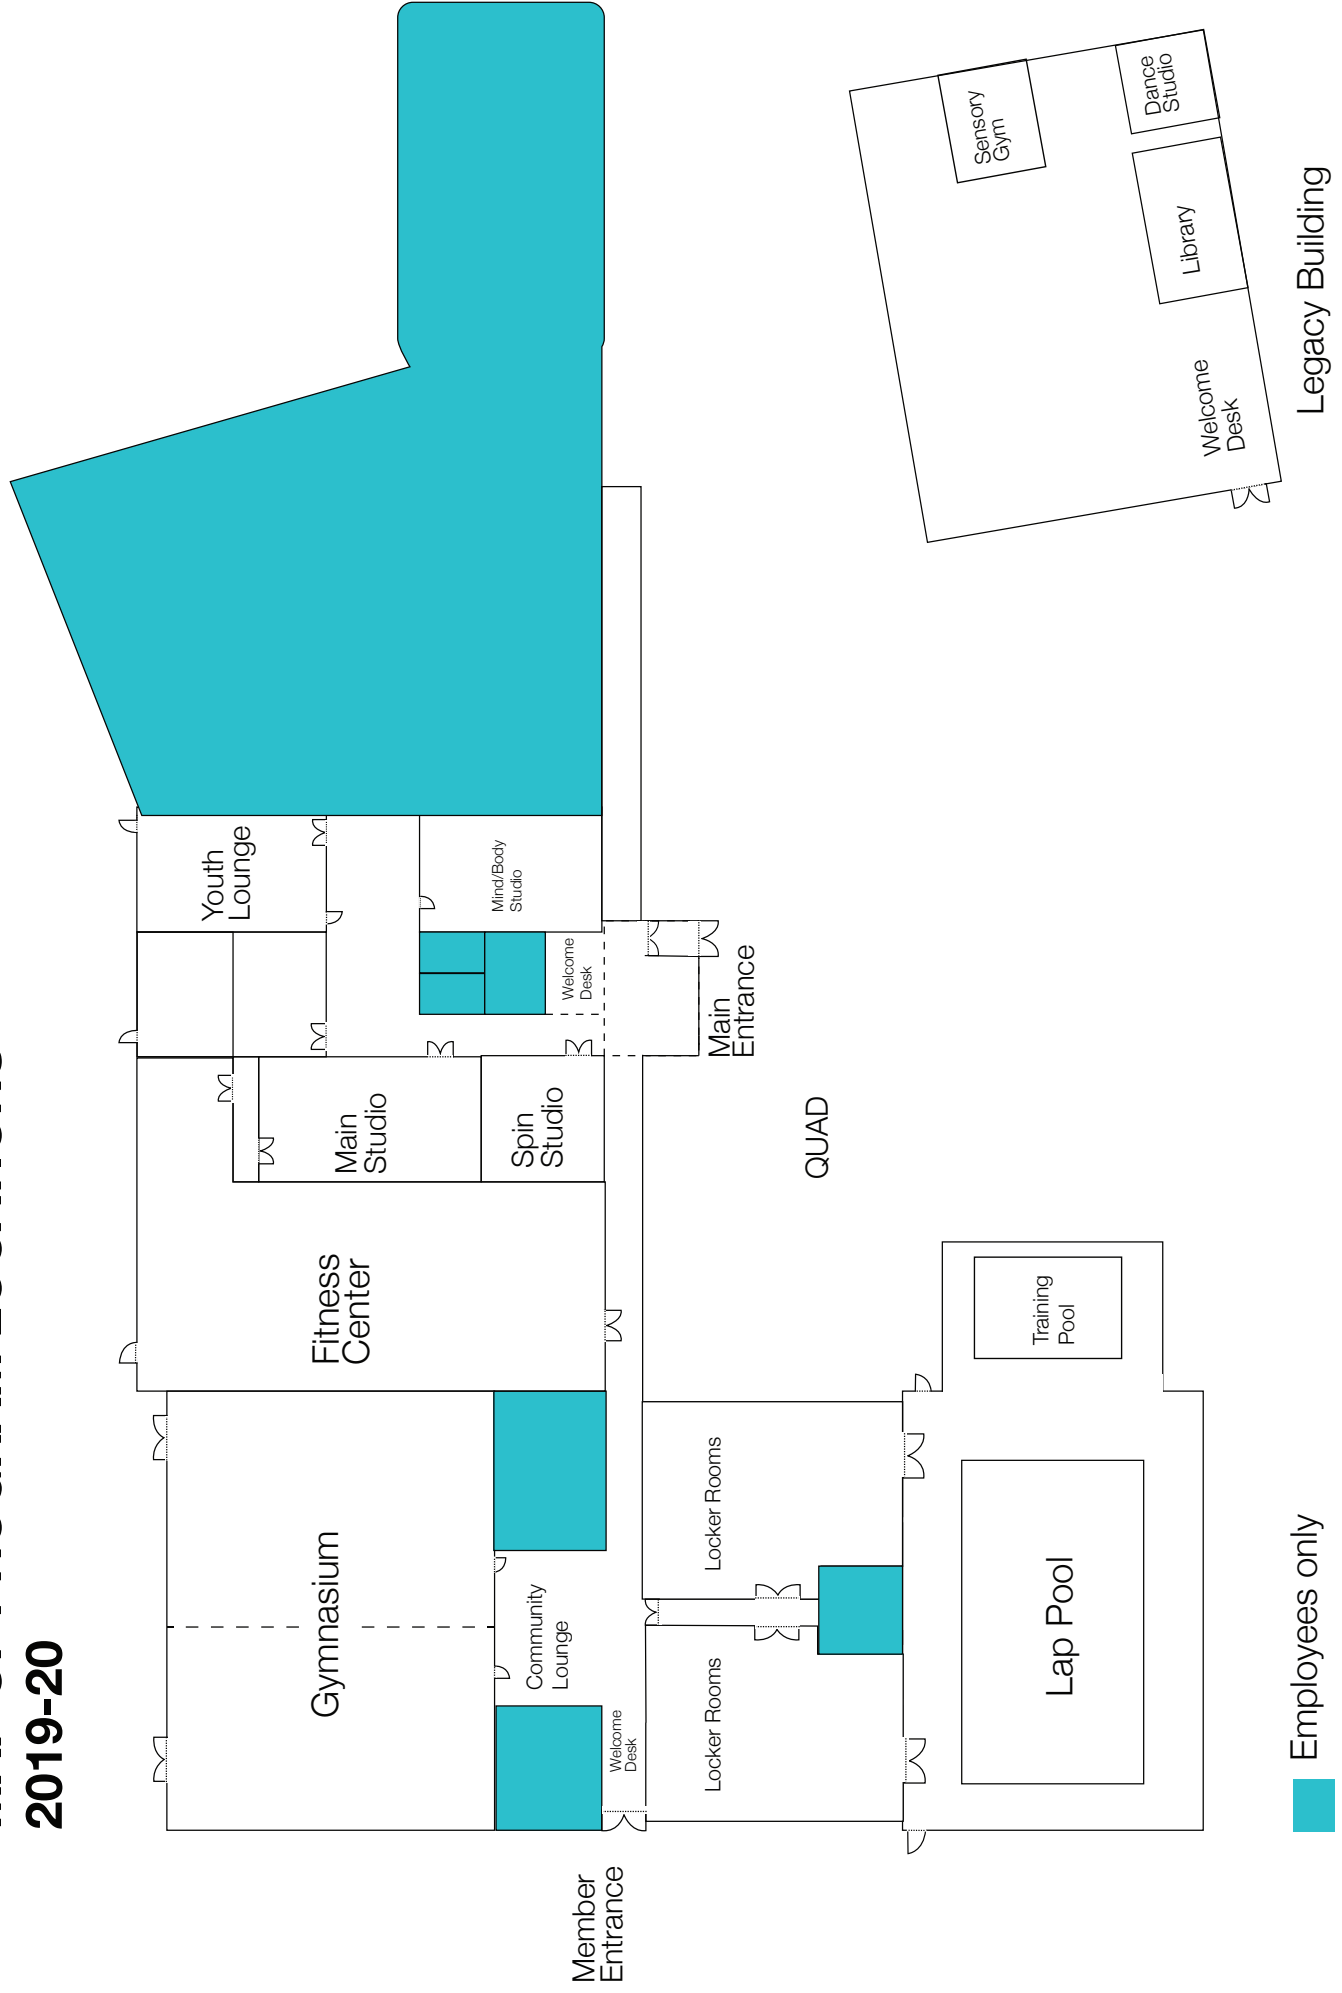 2019-20
Youth
Lounge
Mind/Body
Studio
Welcome
Desk
Main
Entrance
Main
Studio
Spin
Studio
QUAD
Fitness
Center
Gymnasium
Community
Lounge
Welcome
Desk
Member
Entrance
Locker Rooms
Locker Rooms
Training
Pool
Lap Pool
Sensory
Gym
Dance
Studio
Library
Welcome
Desk
Legacy Building
Employees only